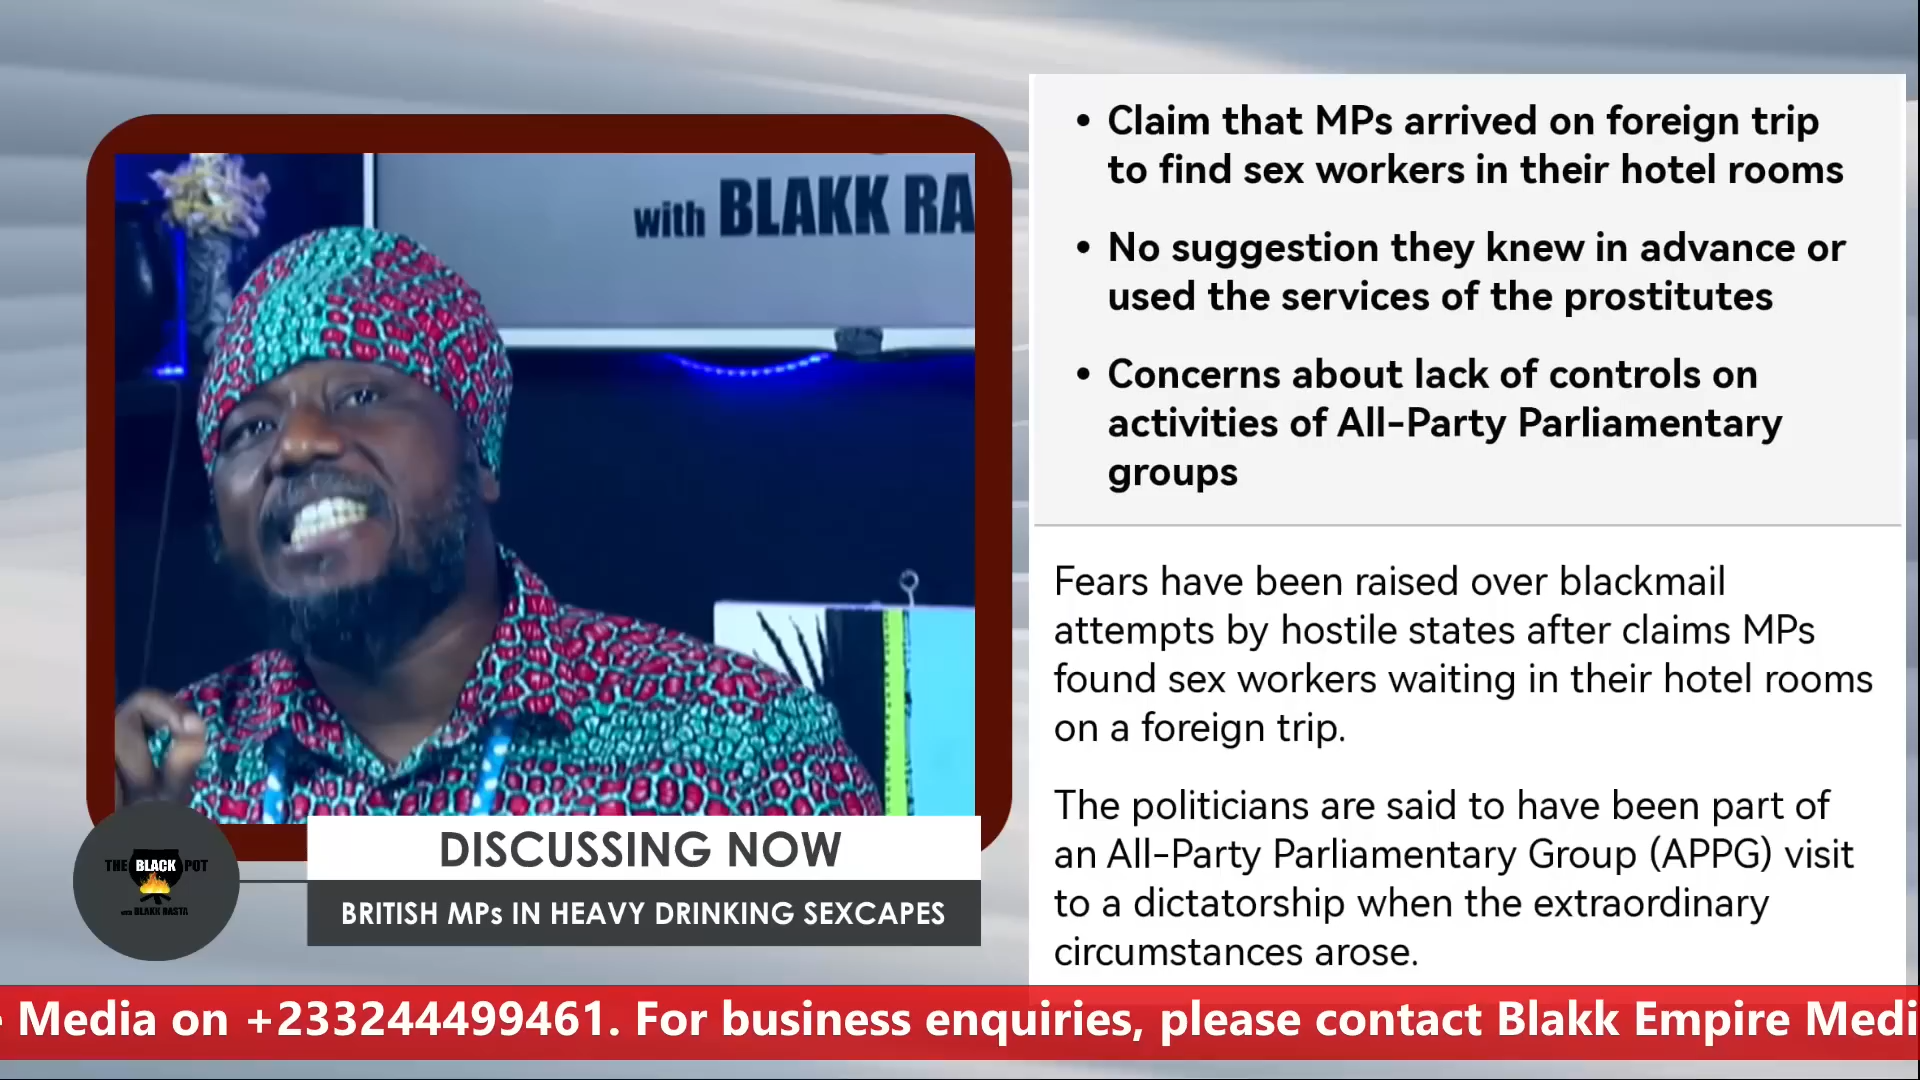 with BLAKK RA
• Claim that MPs arrived on foreign trip
to find sex workers in their hotel rooms
• No suggestion they knew in advance or
used the services of the prostitutes
• Concerns about lack of controls on
activities of All-Party Parliamentary
groups
Fears have been raised over blackmail
attempts by hostile states after claims MPs
found sex workers waiting in their hotel rooms
on a foreign trip.
The politicians are said to have been part of
an All-Party Parliamentary Group (APPG) visit
to a dictatorship when the extraordinary
circumstances arose.
THE BLACK POT
with BLAKK RASTA
DISCUSSING NOW
BRITISH MPs IN HEAVY DRINKING SEXCAPES
Media on +233244499461. For business enquiries, please contact Blakk Empire Medi